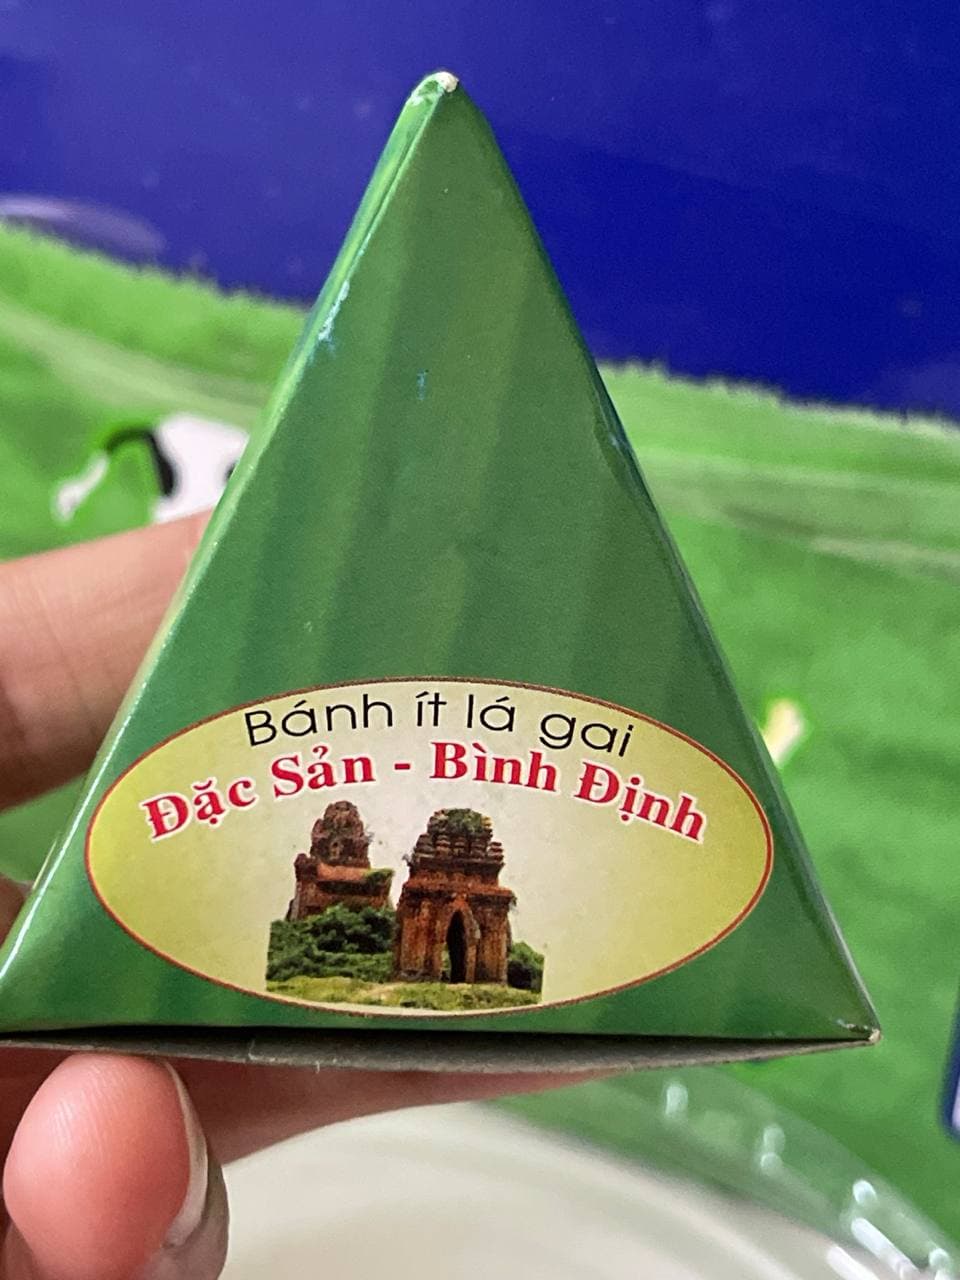 Bánh ít lá gai
Đặc Sản - Bình Định